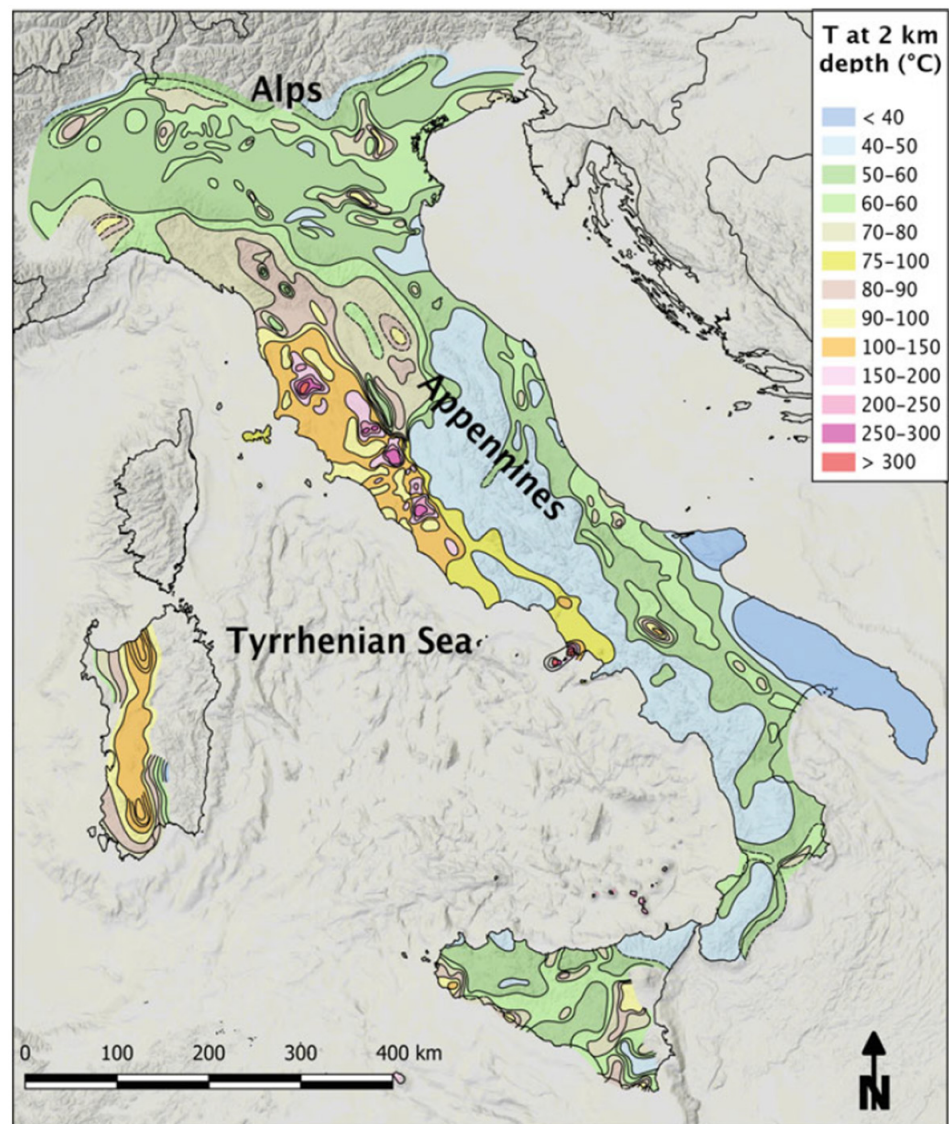 T at 2 km
depth (°C)
< 40
40–50
50–60
60–60
70–80
75–100
80–90
90–100
100–150
150–200
200–250
250–300
> 300
Alps
Appennines
Tyrrhenian Sea
0 100 200 300 400 km
N